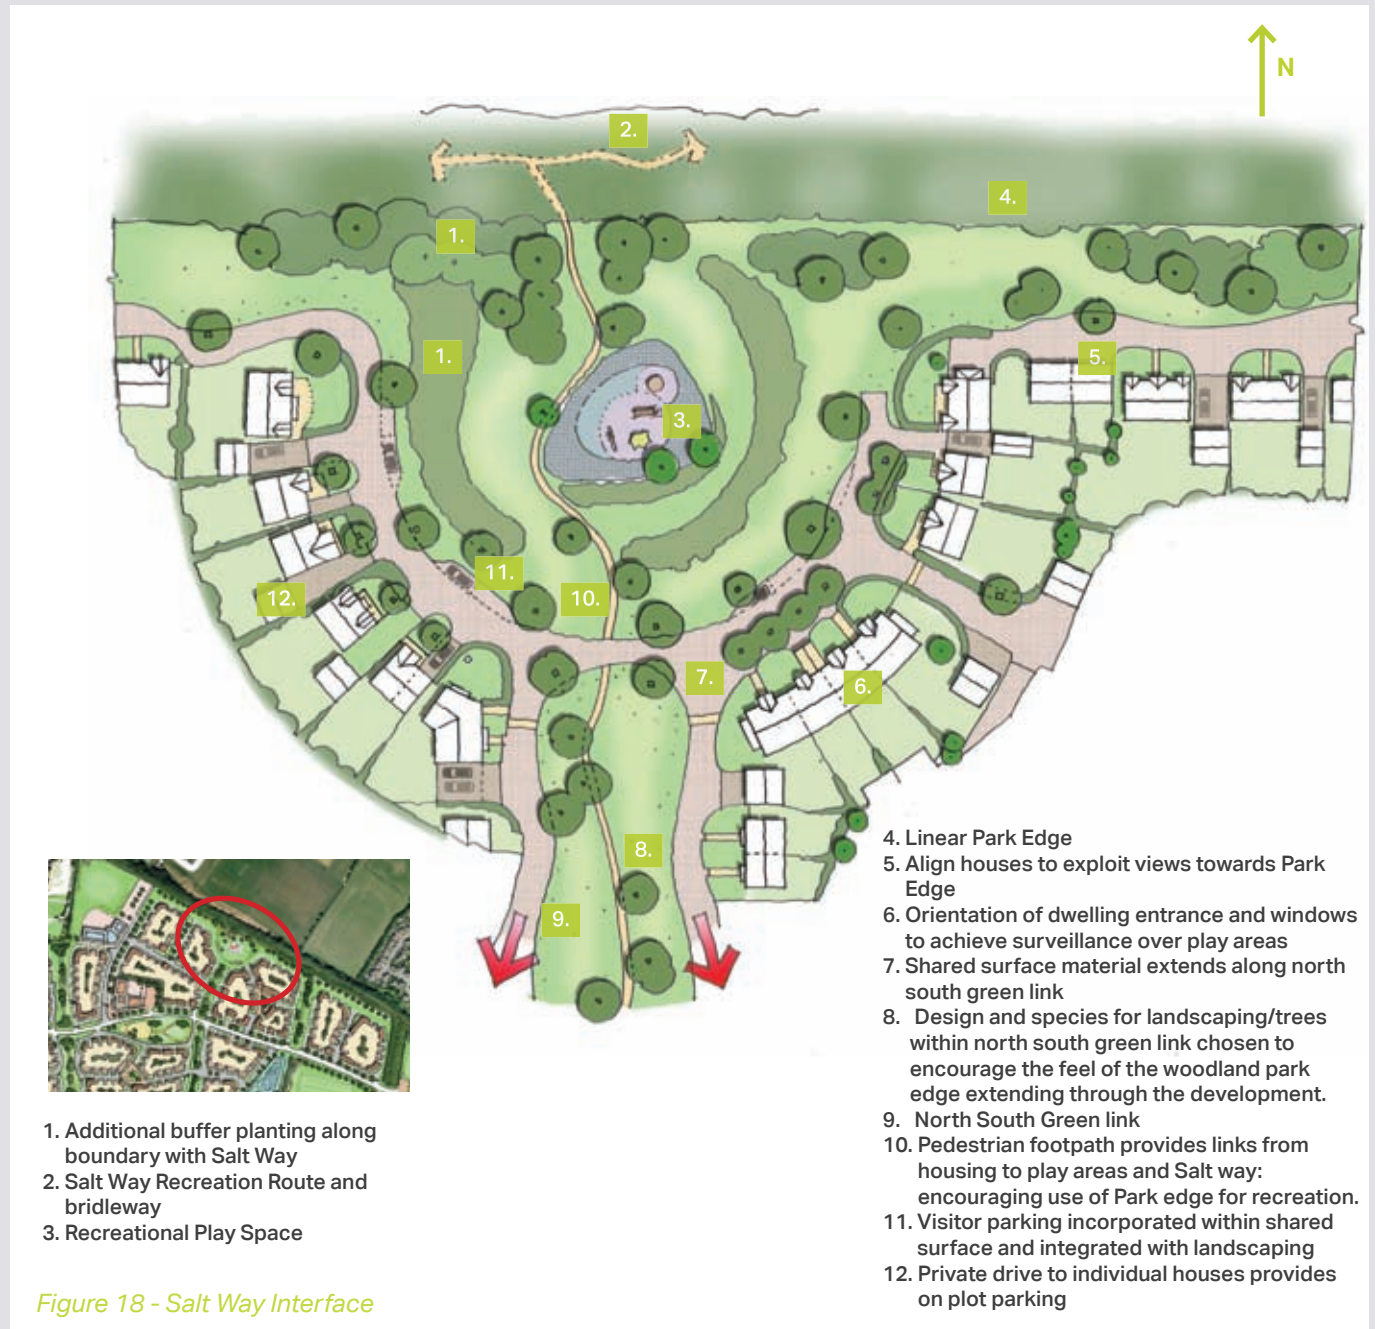 N
2.
4.
1.
1.
5.
3.
11.
10.
12.
7.
6.
8.
9.
1. Additional buffer planting along
boundary with Salt Way
2. Salt Way Recreation Route and
bridleway
3. Recreational Play Space
4. Linear Park Edge
5. Align houses to exploit views towards Park
Edge
6. Orientation of dwelling entrance and windows
to achieve surveillance over play areas
7. Shared surface material extends along north
south green link
8. Design and species for landscaping/trees
within north south green link chosen to
encourage the feel of the woodland park
edge extending through the development.
9. North South Green link
10. Pedestrian footpath provides links from
housing to play areas and Salt way:
encouraging use of Park edge for recreation.
11. Visitor parking incorporated within shared
surface and integrated with landscaping
12. Private drive to individual houses provides
on plot parking
Figure 18 - Salt Way Interface